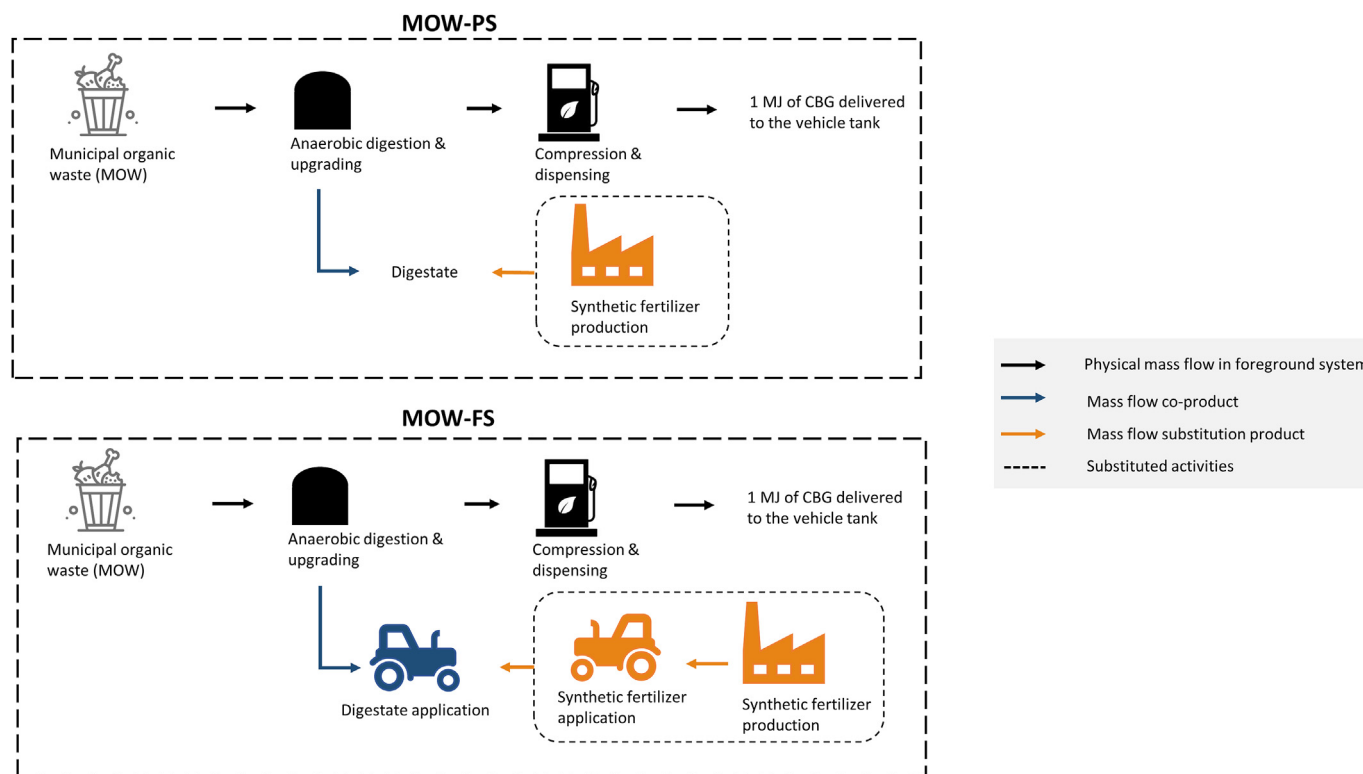 MOW-PS
Municipal organic
waste (MOW)
Anaerobic digestion &
upgrading
Compression &
dispensing
1 MJ of CBG delivered
to the vehicle tank
Digestate
Synthetic fertilizer
production
Physical mass flow in foreground system
Mass flow co-product
Mass flow substitution product
Substituted activities
MOW-FS
Municipal organic
waste (MOW)
Anaerobic digestion &
upgrading
Compression &
dispensing
1 MJ of CBG delivered
to the vehicle tank
Digestate application
Synthetic fertilizer
application
Synthetic fertilizer
production